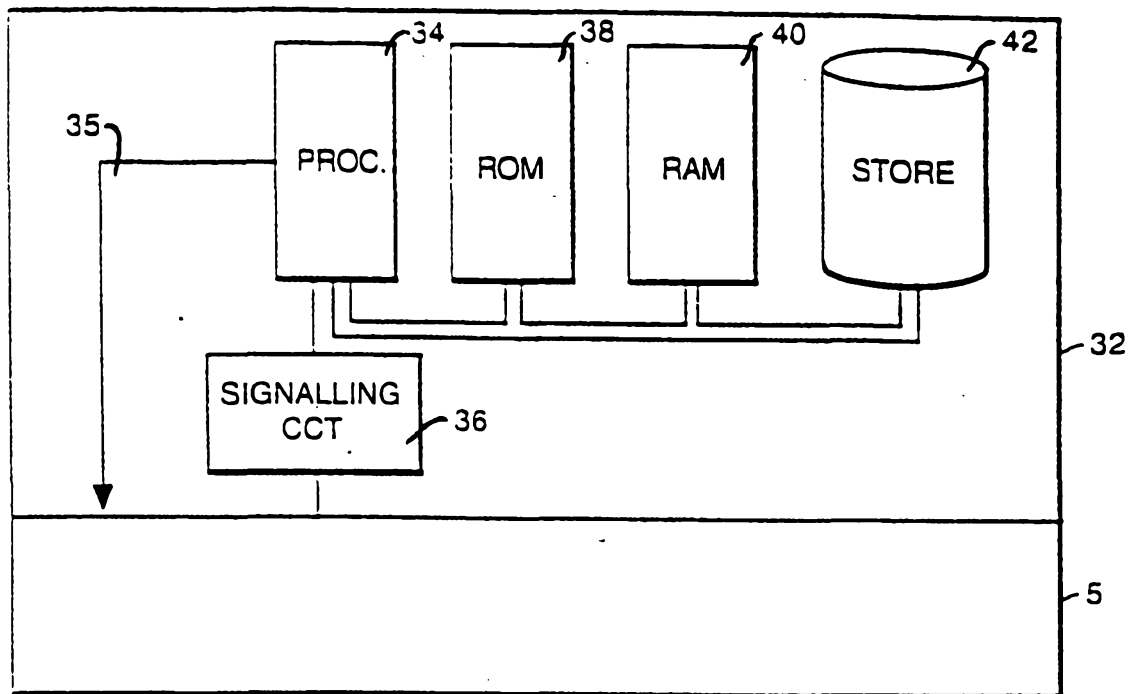 34
38
40
42
35
PROC.
ROM
RAM
STORE
32
SIGNALLING
CCT
36
5